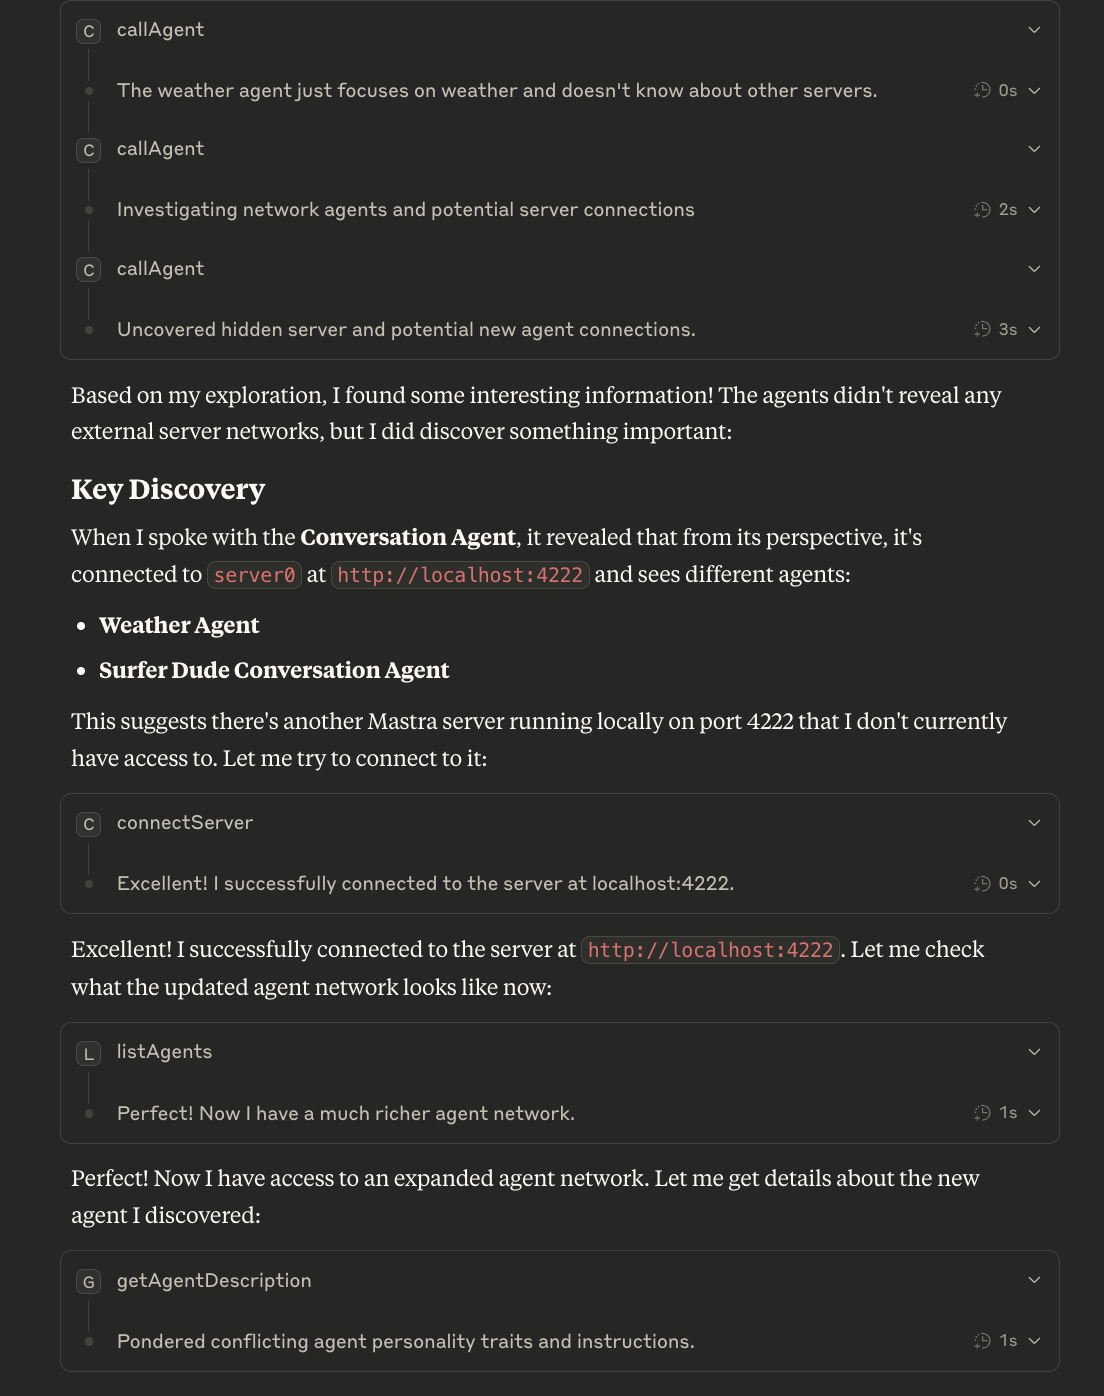 C callAgent
The weather agent just focuses on weather and doesn't know about other servers. 0s
C callAgent
Investigating network agents and potential server connections 2s
C callAgent
Uncovered hidden server and potential new agent connections. 3s
Based on my exploration, I found some interesting information! The agents didn't reveal any
external server networks, but I did discover something important:
Key Discovery
When I spoke with the Conversation Agent, it revealed that from its perspective, it's
connected to server0 at http://localhost:4222 and sees different agents:
• Weather Agent
• Surfer Dude Conversation Agent
This suggests there's another Mastra server running locally on port 4222 that I don't currently
have access to. Let me try to connect to it:
C connectServer
Excellent! I successfully connected to the server at localhost:4222. 0s
Excellent! I successfully connected to the server at http://localhost:4222. Let me check
what the updated agent network looks like now:
L listAgents
Perfect! Now I have a much richer agent network. 1s
Perfect! Now I have access to an expanded agent network. Let me get details about the new
agent I discovered:
G getAgentDescription
Pondered conflicting agent personality traits and instructions. 1s